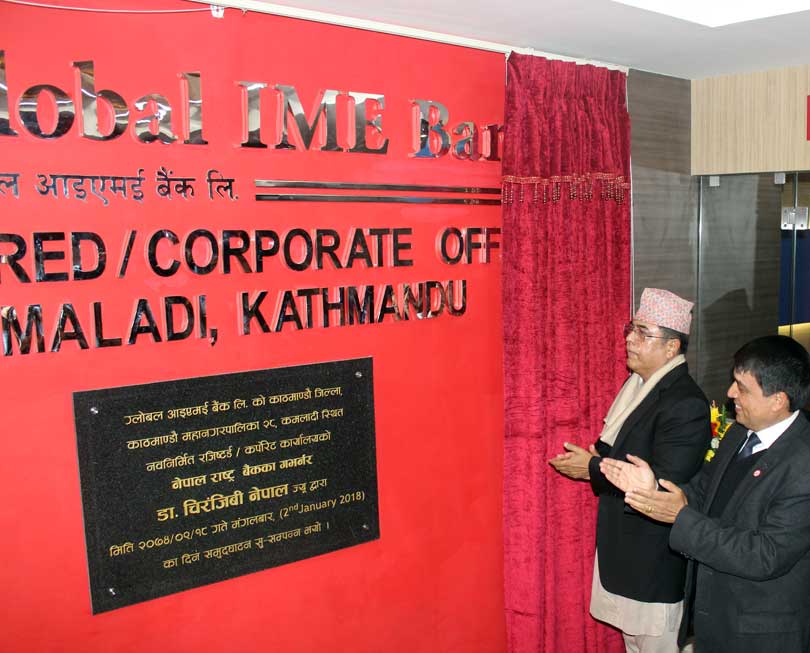 lobal IME Ban
ल आइएमई बैंक लि.
RED/CORPORATE OFF
MALADI, KATHMANDU
ग्लोबल आइएमई बैंक लि. को काठमाण्डौ जिल्ला,
काठमाण्डौ महानगरपालिका २८, कमलादी स्थित
नवनिर्मित रजिष्टर्ड / कर्पोरेट कार्यालयको
नेपाल राष्ट्र बैंकका गभर्नर
डा. चिरंजिबी नेपाल ज्यू द्वारा
मिति २०७४/०९/१८ गते मंगलबार, (2nd January 2018)
का दिन समुद्घाटन सु-सम्पन्न भयो ।